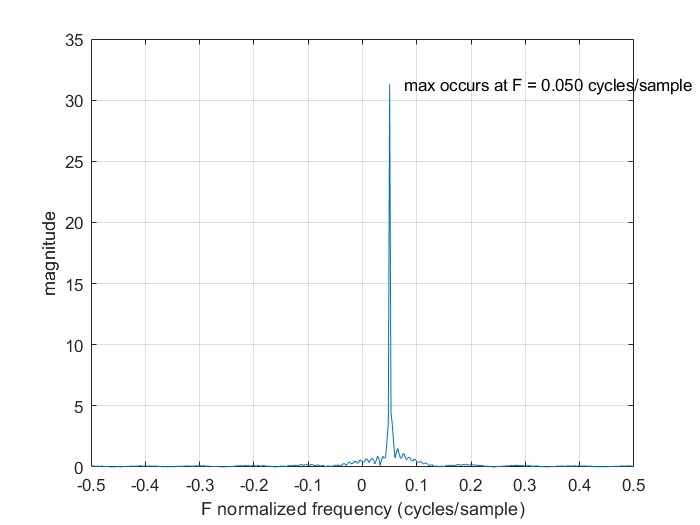 35
max occurs at F = 0.050 cycles/sample
30
25
20
15
10
5
0
magnitude
-0.5 -0.4 -0.3 -0.2 -0.1 0 0.1 0.2 0.3 0.4 0.5
F normalized frequency (cycles/sample)